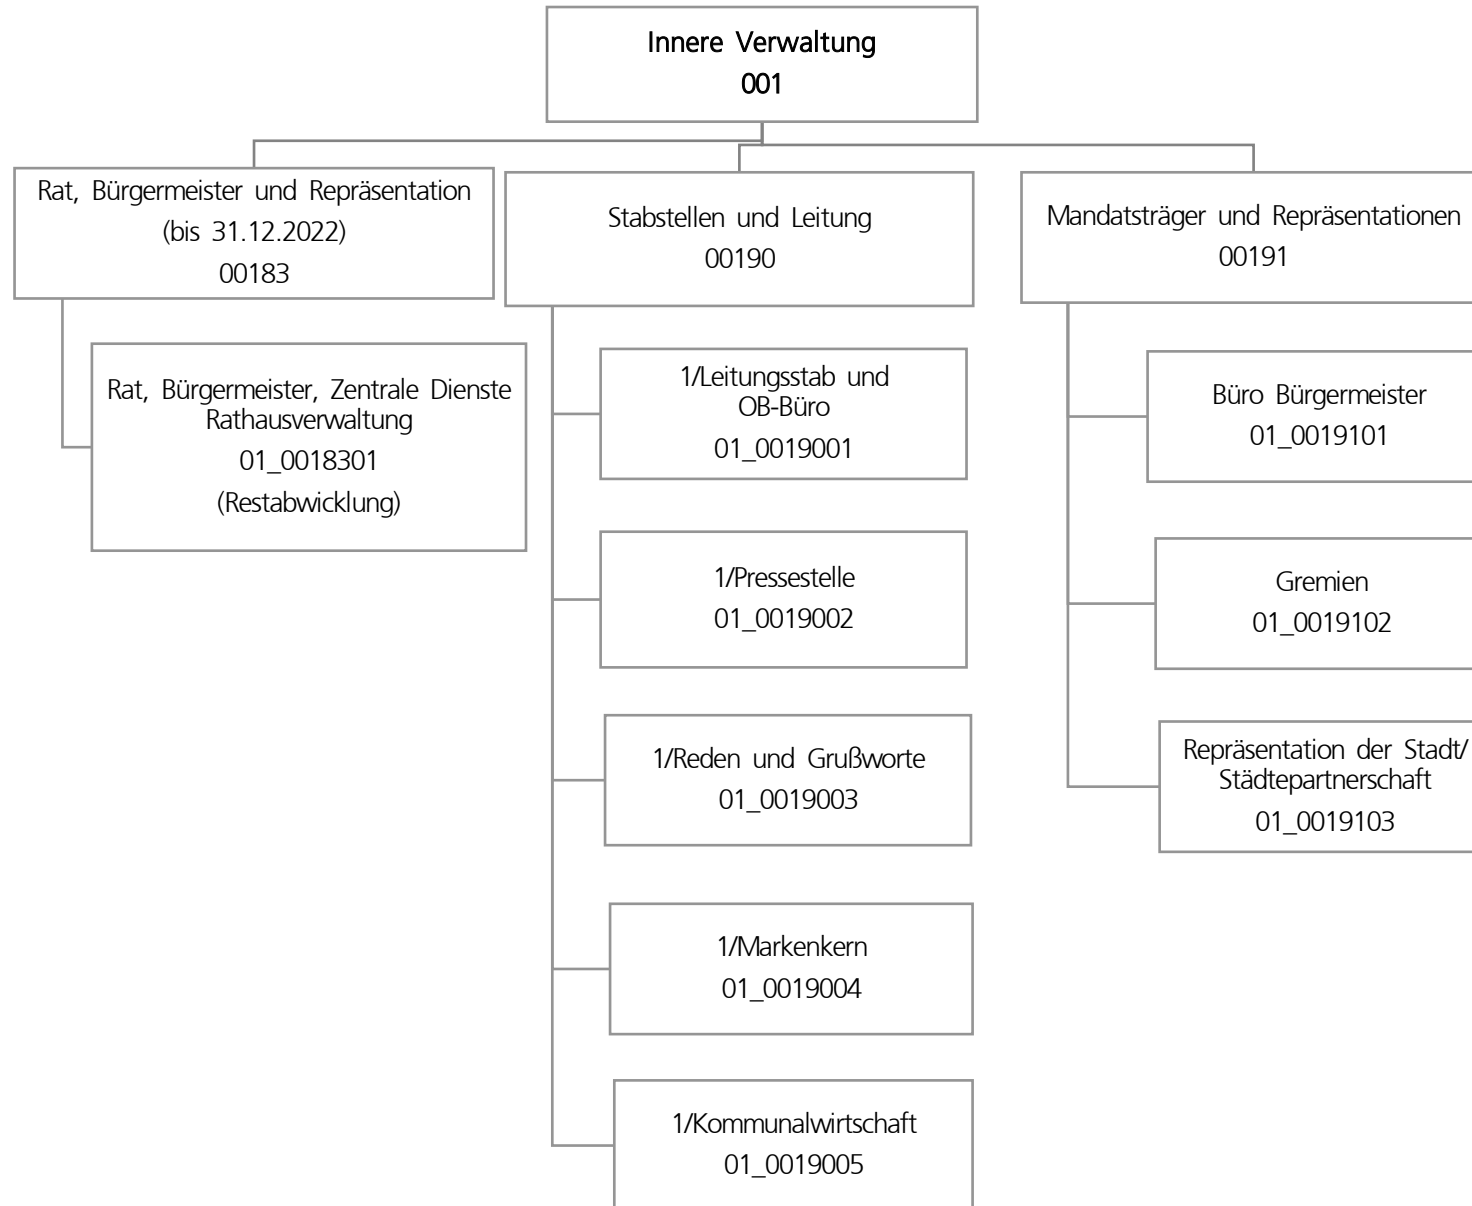 Innere Verwaltung
001
Rat, Bürgermeister und Repräsentation
(bis 31.12.2022)
00183
Rat, Bürgermeister, Zentrale Dienste
Rathausverwaltung
01_0018301
(Restabwicklung)
Stabstellen und Leitung
00190
1/Leitungsstab und
OB-Büro
01_0019001
1/Pressestelle
01_0019002
1/Reden und Grußworte
01_0019003
1/Markenkern
01_0019004
1/Kommunalwirtschaft
01_0019005
Mandatsträger und Repräsentationen
00191
Büro Bürgermeister
01_0019101
Gremien
01_0019102
Repräsentation der Stadt/
Städtepartnerschaft
01_0019103